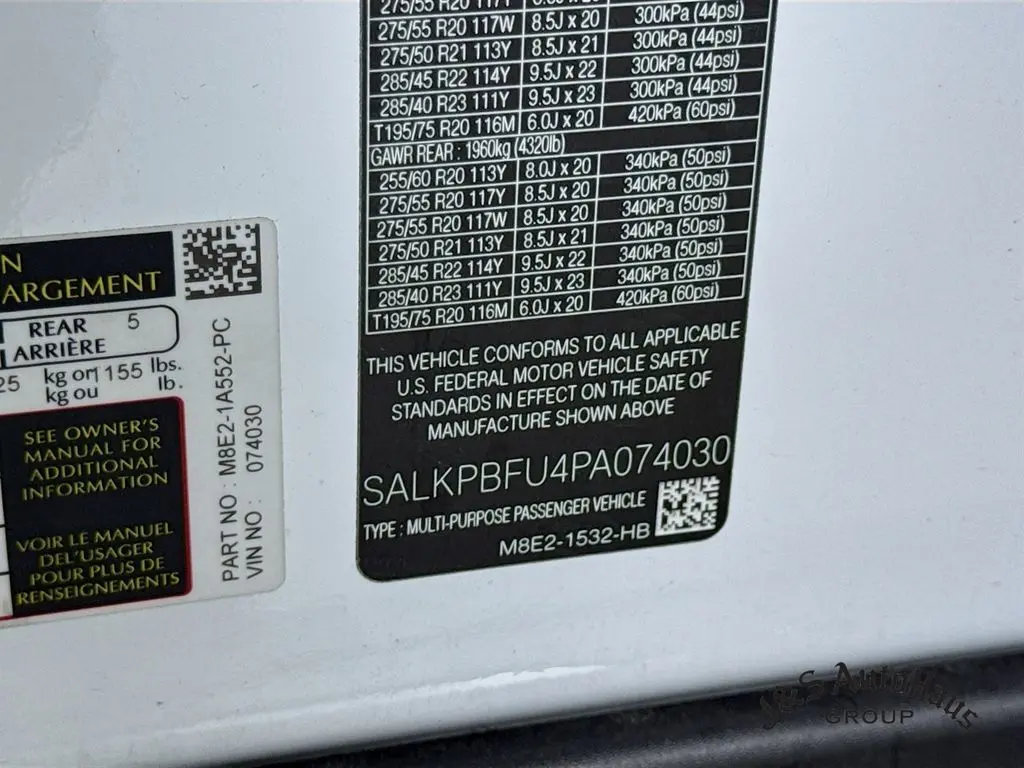 N
ARGEMENT
REAR 5
ARRIÈRE
25 kg or 1155 lbs.
kg ou lb.
SEE OWNER'S
MANUAL FOR
ADDITIONAL
INFORMATION
VOIR LE MANUEL
DEL'USAGER
POUR PLUS DE
RENSEIGNEMENTS
PART NO : M8E2-1A552-PC
VIN NO : 074030
275/55 R20 117Y
275/55 R20 117W 8.5J x 20 300kPa (44psi)
275/50 R21 113Y 8.5J x 21 300kPa (44psi)
285/45 R22 114Y 9.5J x 22 300kPa (44psi)
285/40 R23 111Y 9.5J x 23 300kPa (44psi)
T195/75 R20 116M 6.0J x 20 420kPa (60psi)
GAWR REAR : 1960kg (4320lb)
255/60 R20 113Y 8.0J x 20 340kPa (50psi)
275/55 R20 117Y 8.5J x 20 340kPa (50psi)
275/55 R20 117W 8.5J x 20 340kPa (50psi)
275/50 R21 113Y 8.5J x 21 340kPa (50psi)
285/45 R22 114Y 9.5J x 22 340kPa (50psi)
285/40 R23 111Y 9.5J x 23 340kPa (50psi)
T195/75 R20 116M 6.0J x 20 420kPa (60psi)
THIS VEHICLE CONFORMS TO ALL APPLICABLE
U.S. FEDERAL MOTOR VEHICLE SAFETY
STANDARDS IN EFFECT ON THE DATE OF
MANUFACTURE SHOWN ABOVE
SALKPBFU4PA074030
TYPE : MULTI-PURPOSE PASSENGER VEHICLE
M8E2-1532-HB
AutoHaus
GROUP